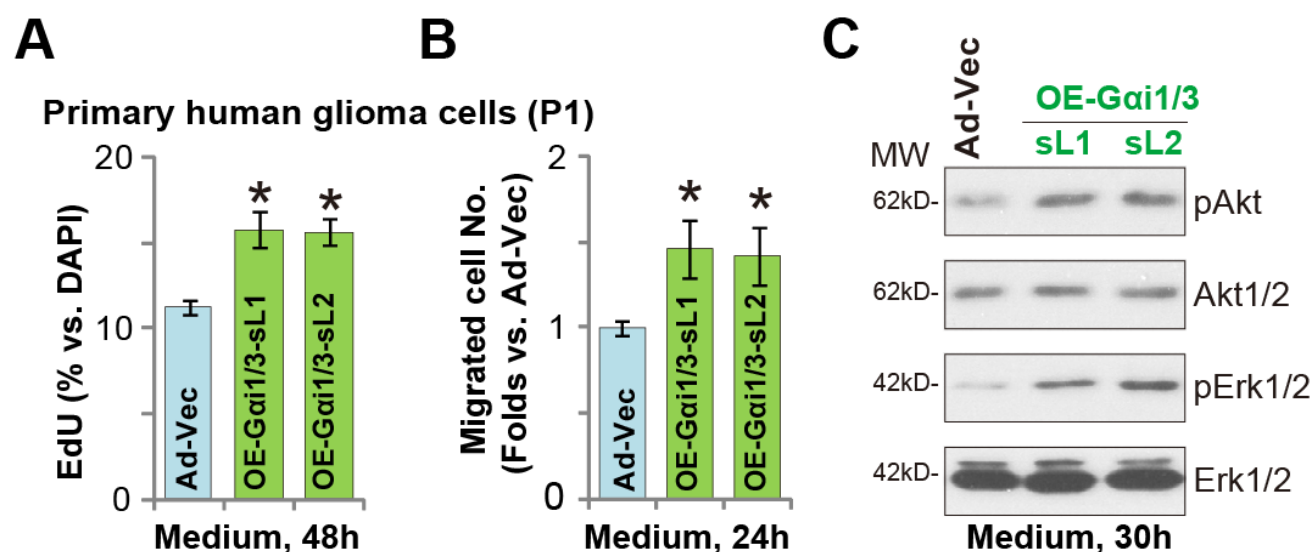 A
B
C
Primary human glioma cells (P1)
EdU (% vs. DAPI)
20
10
0
*
*
Ad-Vec
OE-Gαi1/3-sL1
OE-Gαi1/3-sL2
Medium, 48h
Migrated cell No.
(Folds vs. Ad-Vec)
2
1
0
*
*
Ad-Vec
OE-Gαi1/3-sL1
OE-Gαi1/3-sL2
Medium, 24h
Ad-Vec
OE-Gαi1/3
MW
sL1 sL2
62kD- pAkt
62kD- Akt1/2
42kD- pErk1/2
42kD- Erk1/2
Medium, 30h